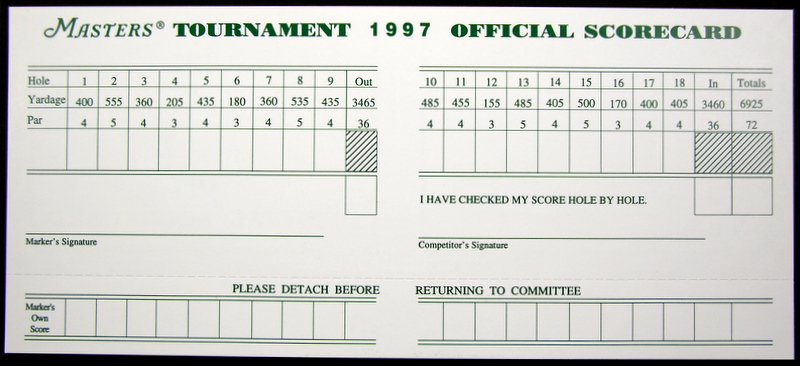 MASTERS® TOURNAMENT 1997 OFFICIAL SCORECARD
Hole 1 2 3 4 5 6 7 8 9 Out
Yardage 400 555 360 205 435 180 360 535 435 3465
Par 4 5 4 3 4 3 4 5 4 36
10 11 12 13 14 15 16 17 18 In Totals
485 455 155 485 405 500 170 400 405 3460 6925
4 4 3 5 4 5 3 4 4 36 72
I HAVE CHECKED MY SCORE HOLE BY HOLE.
Marker's Signature
Competitor's Signature
PLEASE DETACH BEFORE RETURNING TO COMMITTEE
Marker's
Own
Score